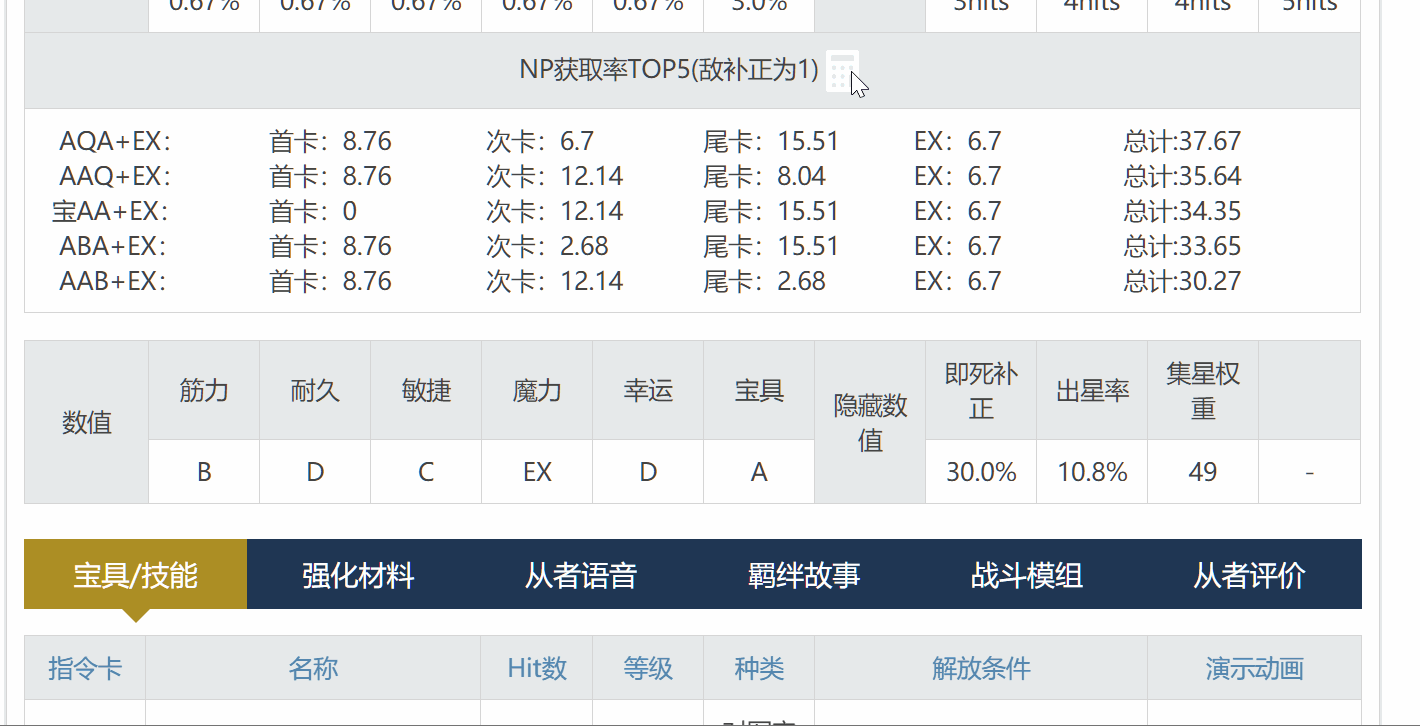 0.67% 0.67% 0.67% 0.67% 0.67% 3.0% 3hits 4hits 4hits 5hits
NP获取率TOP5(敌补正为1)
AQA+EX： 首卡：8.76 次卡：6.7 尾卡：15.51 EX：6.7 总计:37.67
AAQ+EX： 首卡：8.76 次卡：12.14 尾卡：8.04 EX：6.7 总计:35.64
宝AA+EX： 首卡：0 次卡：12.14 尾卡：15.51 EX：6.7 总计:34.35
ABA+EX： 首卡：8.76 次卡：2.68 尾卡：15.51 EX：6.7 总计:33.65
AAB+EX： 首卡：8.76 次卡：12.14 尾卡：2.68 EX：6.7 总计:30.27
数值 筋力 耐久 敏捷 魔力 幸运 宝具 隐藏数值 即死补正 出星率 集星权重
B D C EX D A 30.0% 10.8% 49 -
宝具/技能 强化材料 从者语音 羁绊故事 战斗模组 从者评价
指令卡 名称 Hit数 等级 种类 解放条件 演示动画